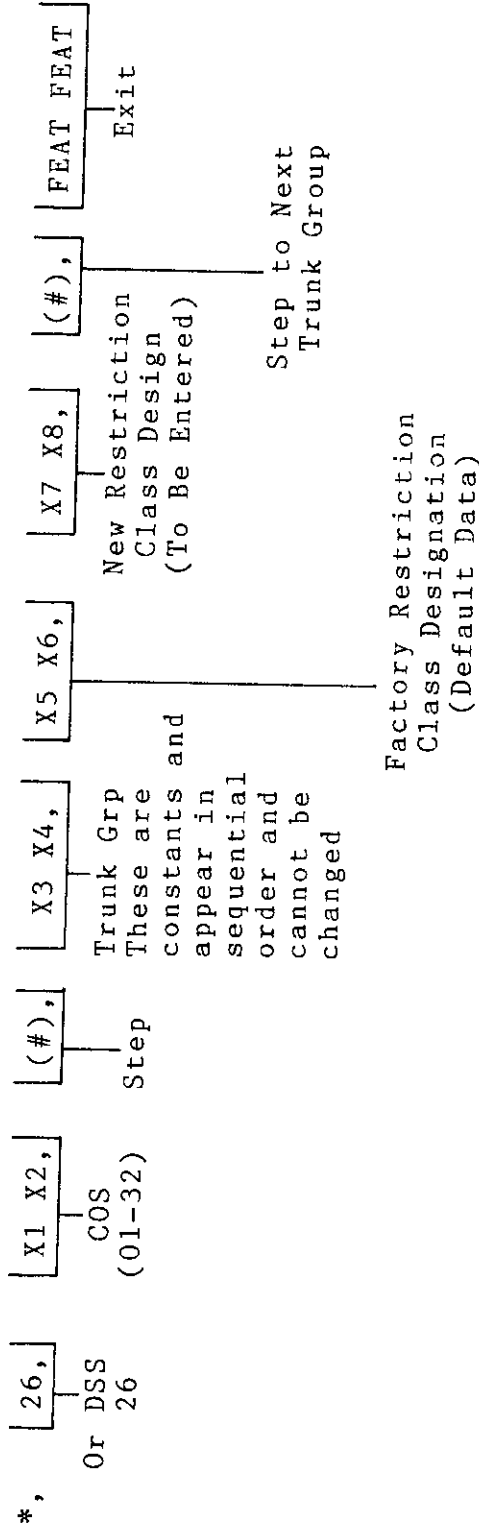 *, 26, X1 X2, (#), X3 X4, X5 X6, X7 X8, (#), FEAT FEAT
Or DSS
26
COS
(01-32)
Step
Trunk Grp
These are
constants and
appear in
sequential
order and
cannot be
changed
Factory Restriction
Class Designation
(Default Data)
New Restriction
Class Design
(To Be Entered)
Step to Next
Trunk Group
Exit